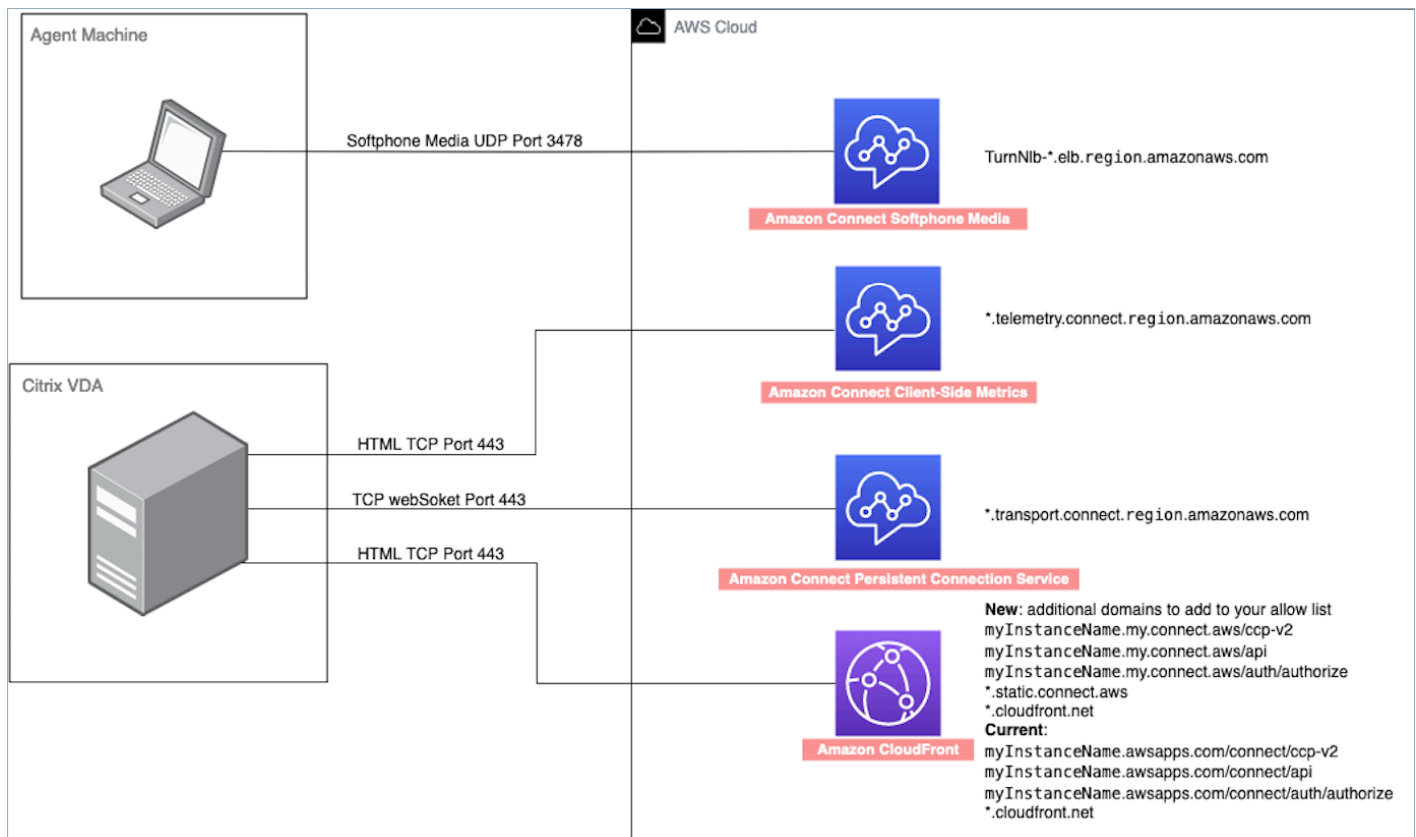 Agent Machine
AWS Cloud
Softphone Media UDP Port 3478
TurnNlb-*.elb.region.amazonaws.com
Amazon Connect Softphone Media
*.telemetry.connect.region.amazonaws.com
Citrix VDA
Amazon Connect Client-Side Metrics
HTML TCP Port 443
TCP webSoket Port 443
*.transport.connect.region.amazonaws.com
HTML TCP Port 443
Amazon Connect Persistent Connection Service
New: additional domains to add to your allow list
myInstanceName.my.connect.aws/ccp-v2
myInstanceName.my.connect.aws/api
myInstanceName.my.connect.aws/auth/authorize
*.static.connect.aws
*.cloudfront.net
Current:
Amazon CloudFront
myInstanceName.awsapps.com/connect/ccp-v2
myInstanceName.awsapps.com/connect/api
myInstanceName.awsapps.com/connect/auth/authorize
*.cloudfront.net